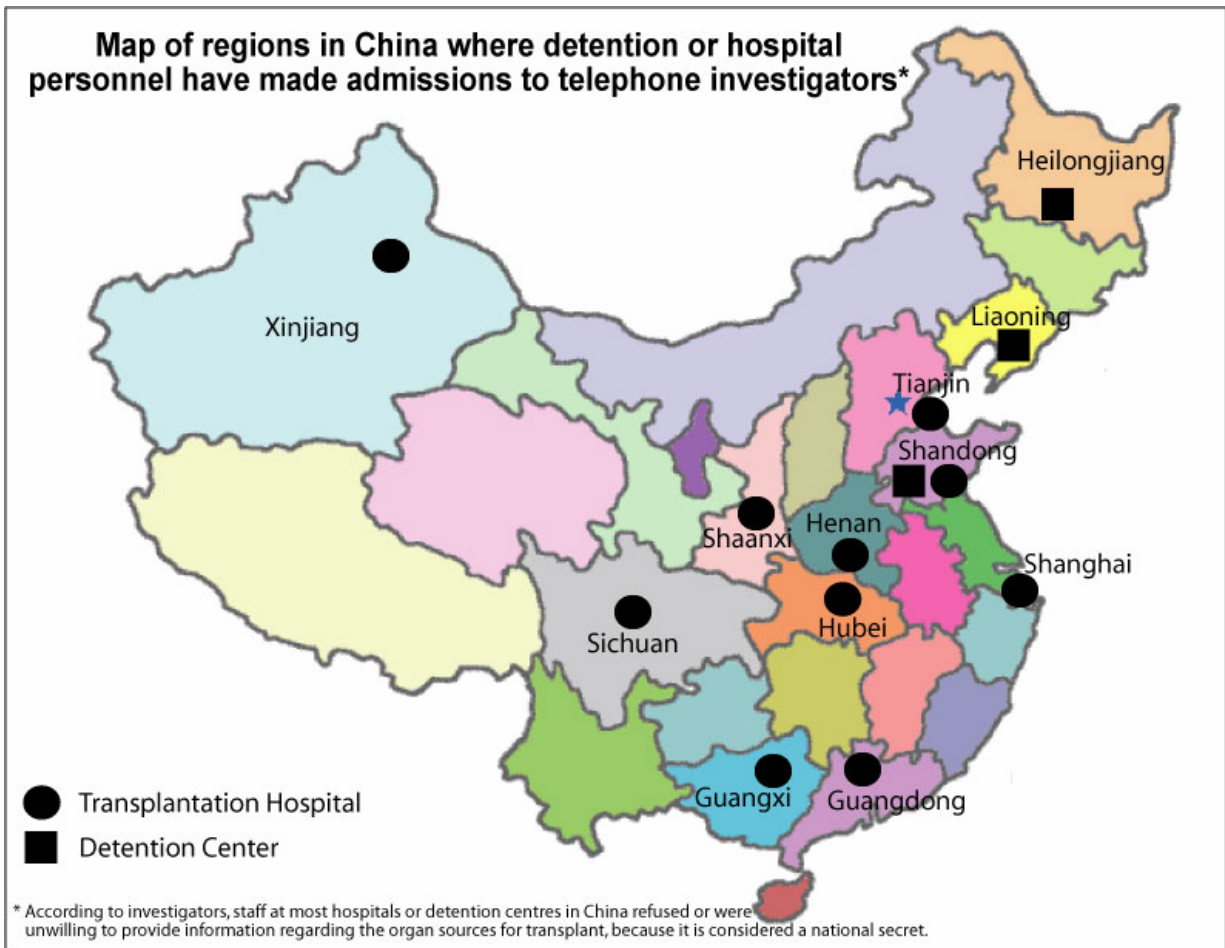 Map of regions in China where detention or hospital
personnel have made admissions to telephone investigators*
Heilongjiang
Xinjiang
Liaoning
Tianjin
Shandong
Henan
Shaanxi
Shanghai
Hubei
Sichuan
Guangxi
Guangdong
Transplantation Hospital
Detention Center
* According to investigators, staff at most hospitals or detention centres in China refused or were
unwilling to provide information regarding the organ sources for transplant, because it is considered a national secret.